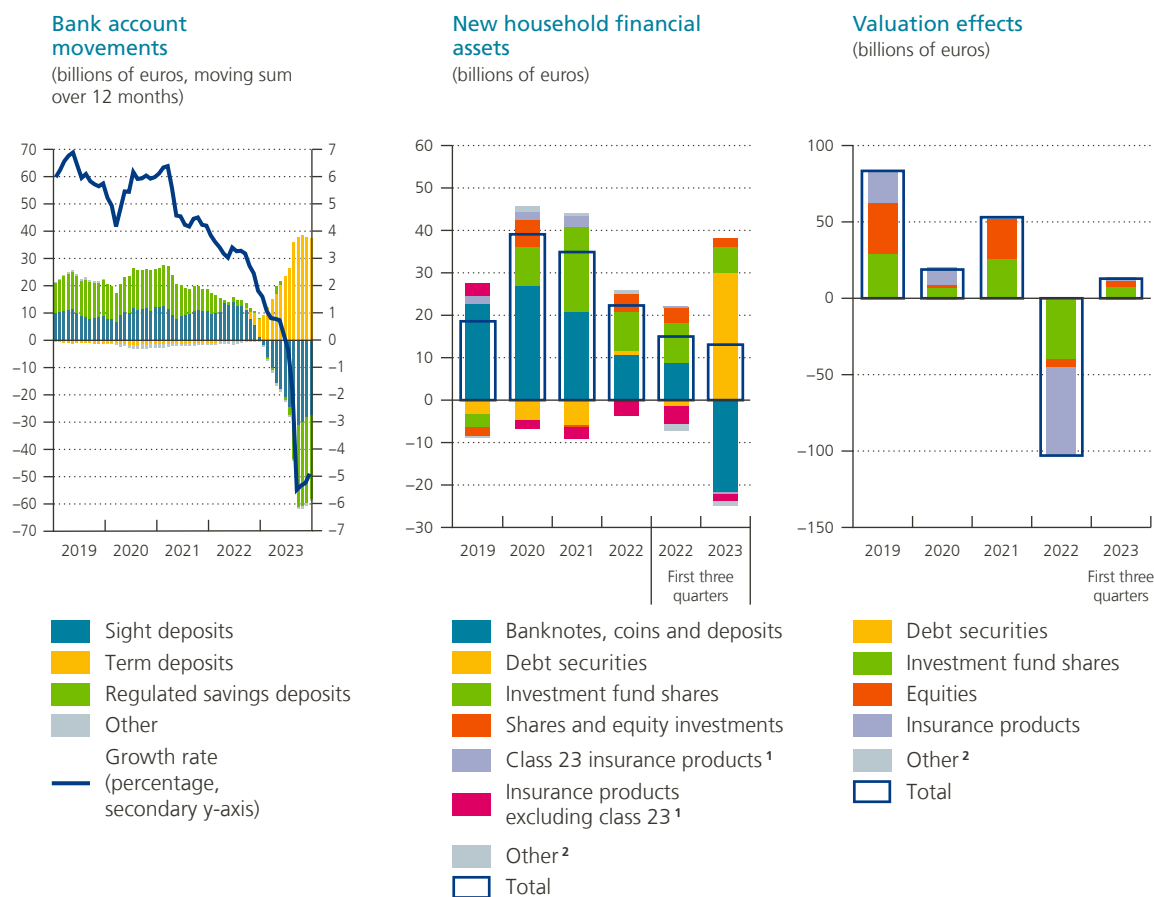 Bank account
movements
(billions of euros, moving sum
over 12 months)
70
60
50
40
30
20
10
0
−10
−20
−30
−40
−50
−60
−70
7
6
5
4
3
2
1
0
−1
−2
−3
−4
−5
−6
−7
2019 2020 2021 2022 2023
Sight deposits
Term deposits
Regulated savings deposits
Other
Growth rate
(percentage,
secondary y-axis)
New household financial
assets
(billions of euros)
60
50
40
30
20
10
0
−10
−20
−30
2019 2020 2021 2022 2022 2023
First three
quarters
Banknotes, coins and deposits
Debt securities
Investment fund shares
Shares and equity investments
Class 23 insurance products 1
Insurance products
excluding class 23 1
Other 2
Total
Valuation effects
(billions of euros)
100
50
0
−50
−100
−150
2019 2020 2021 2022 2023
First three
quarters
Debt securities
Investment fund shares
Equities
Insurance products
Other 2
Total